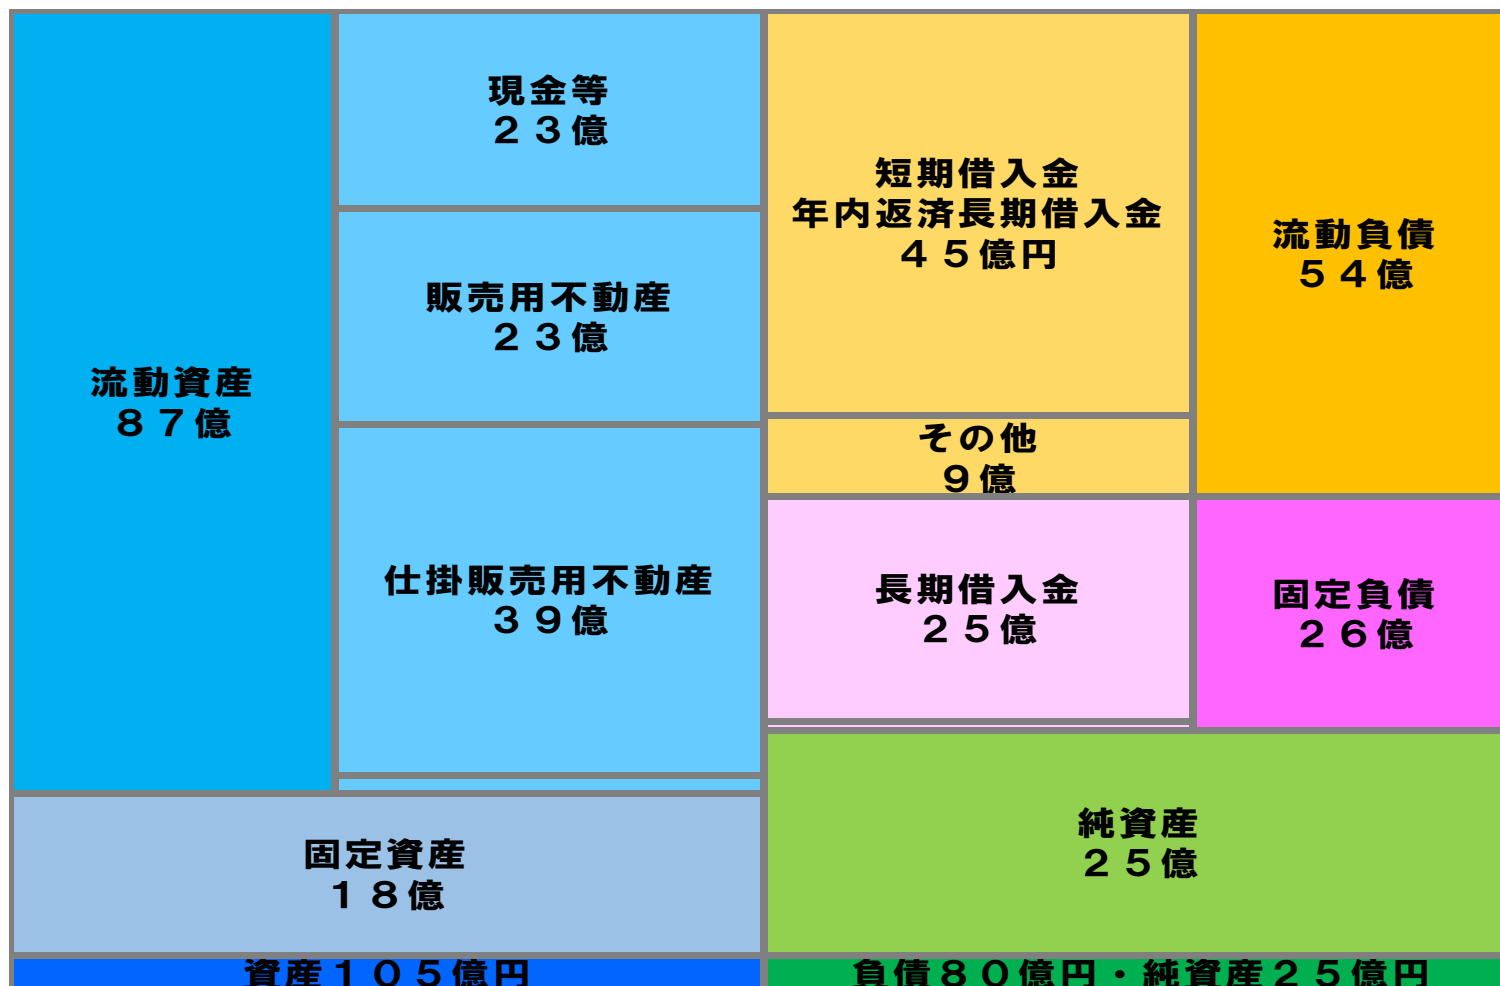 流動資産
８７億
現金等
２３億
販売用不動産
２３億
仕掛販売用不動産
３９億
固定資産
１８億
資産１０５億円
短期借入金
年内返済長期借入金
４５億円
その他
９億
長期借入金
２５億
流動負債
５４億
固定負債
２６億
純資産
２５億
負債８０億円・純資産２５億円